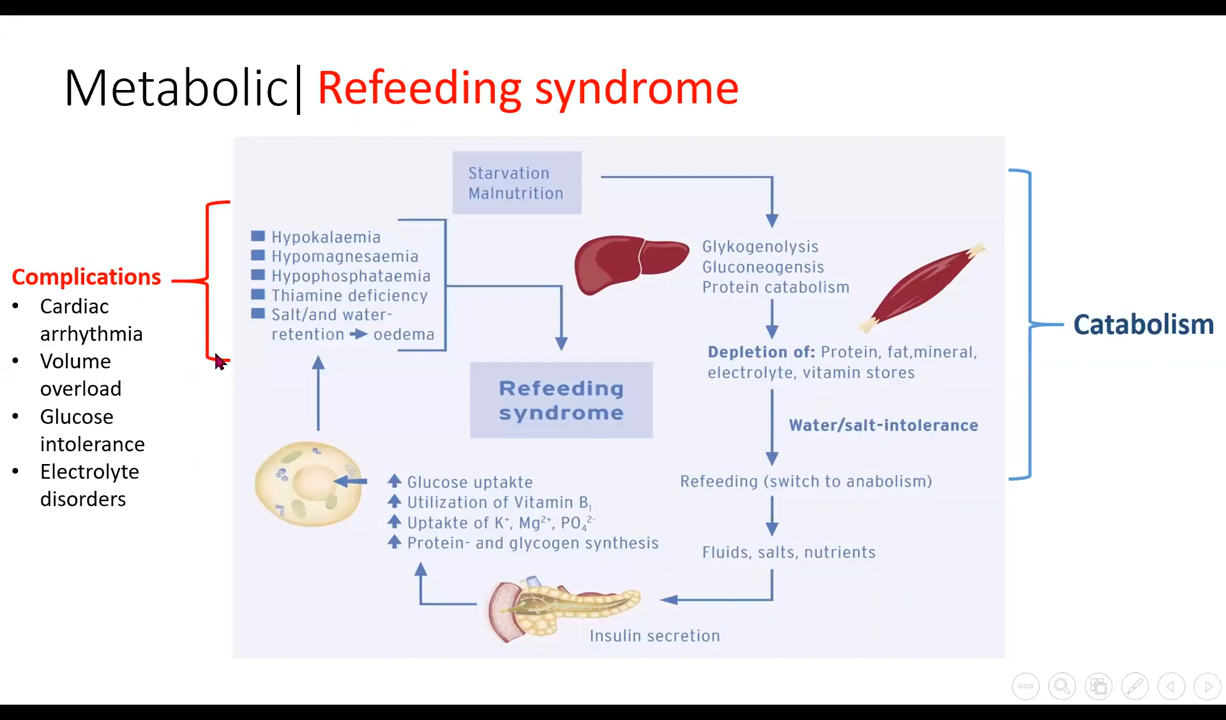 Metabolic| Refeeding syndrome
Starvation
Malnutrition
Hypokalaemia
Hypomagnesaemia
Hypophosphataemia
Thiamine deficiency
Salt/and water-
retention → oedema
Complications
• Cardiac
arrhythmia
• Volume
overload
• Glucose
intolerance
• Electrolyte
disorders
Glykogenolysis
Gluconeogensis
Protein catabolism
Depletion of: Protein, fat,mineral,
electrolyte, vitamin stores
Water/salt-intolerance
Refeeding (switch to anabolism)
Fluids, salts, nutrients
Insulin secretion
Glucose uptakte
Utilization of Vitamin B₁
Uptakte of K⁺, Mg²⁺, PO₄²⁻
Protein- and glycogen synthesis
Refeeding
syndrome
Catabolism